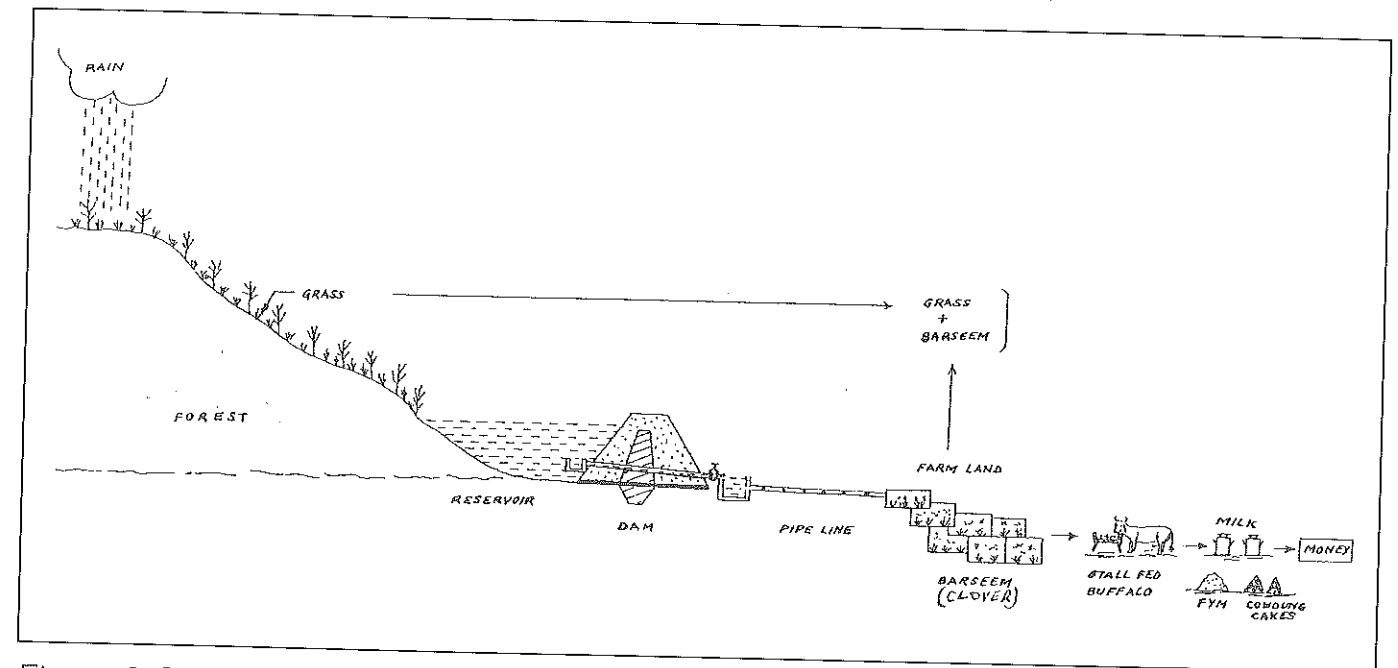 RAIN
GRASS
GRASS
+
BARSEEM
FOREST
FARM LAND
RESERVOIR
DAM
PIPE LINE
BARSEEM
(CLOVER)
STALL FED
BUFFALO
MILK
MONEY
FYM
COWDUNG
CAKES